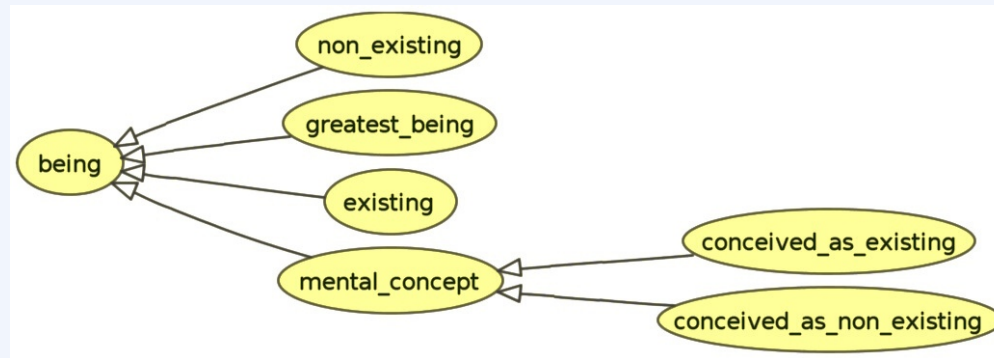 non_existing
greatest_being
being
existing
conceived_as_existing
mental_concept
conceived_as_non_existing